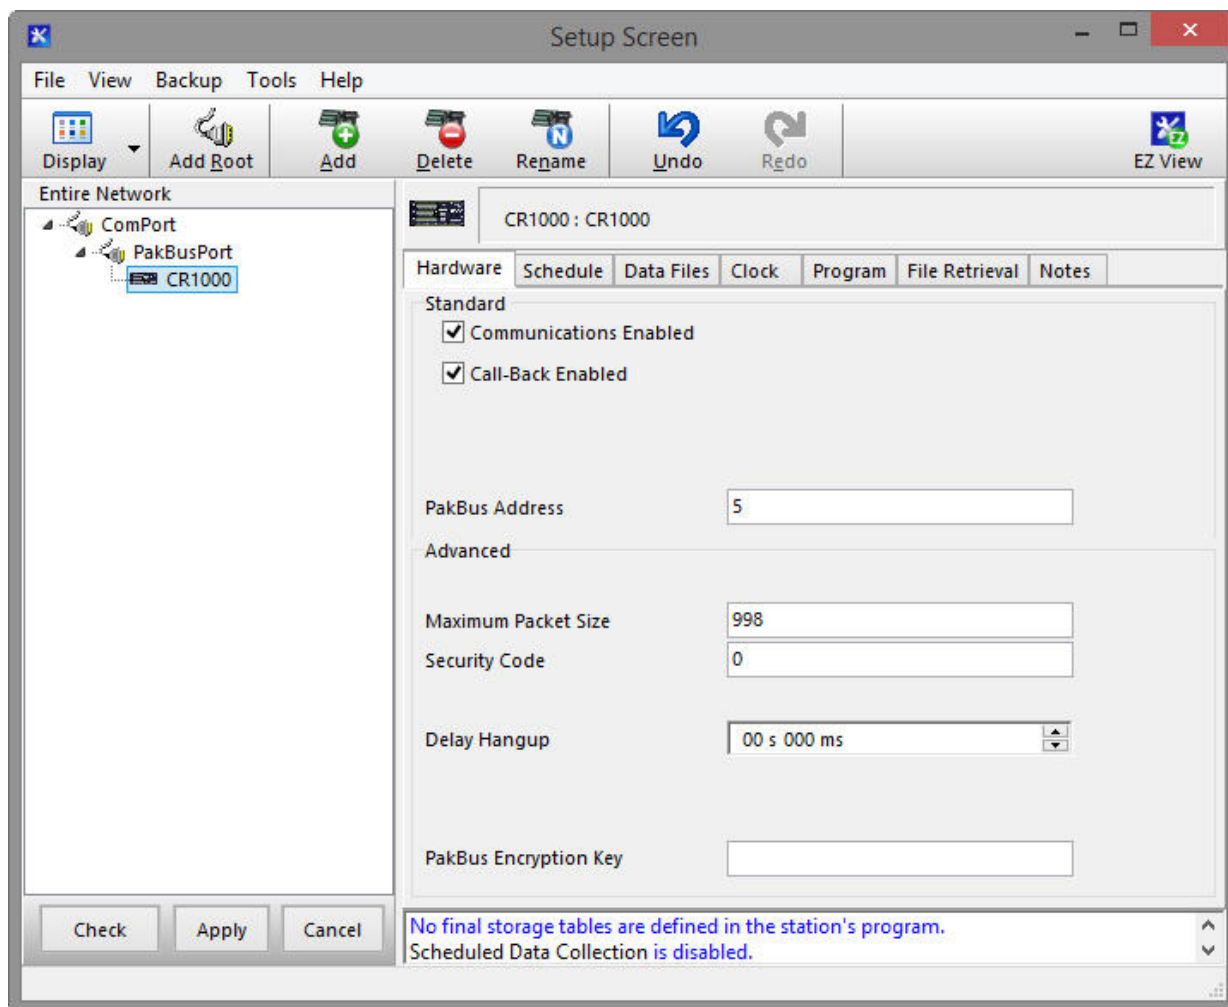 Setup Screen
File View Backup Tools Help
Display Add Root Add Delete Rename Undo Redo EZ View
Entire Network
ComPort
PakBusPort
CR1000
CR1000 : CR1000
Hardware Schedule Data Files Clock Program File Retrieval Notes
Standard
Communications Enabled
Call-Back Enabled
PakBus Address 5
Advanced
Maximum Packet Size 998
Security Code 0
Delay Hangup 00 s 000 ms
PakBus Encryption Key
Check Apply Cancel
No final storage tables are defined in the station's program.
Scheduled Data Collection is disabled.